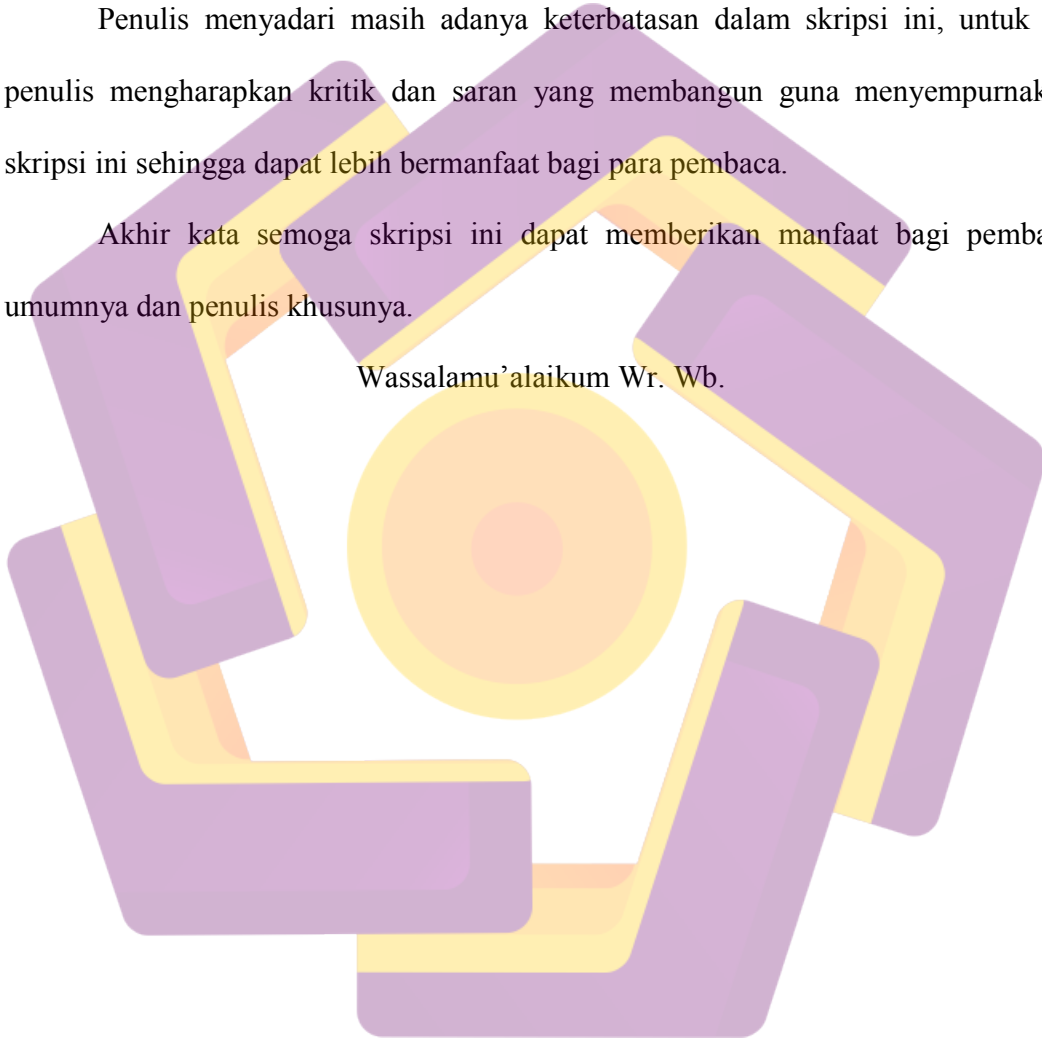 Penulis menyadari masih adanya keterbatasan dalam skripsi ini, untuk
penulis mengharapkan kritik dan saran yang membangun guna menyempurnak
skripsi ini sehingga dapat lebih bermanfaat bagi para pembaca.
Akhir kata semoga skripsi ini dapat memberikan manfaat bagi pemba
umumnya dan penulis khusunya.
Wassalamu’alaikum Wr. Wb.